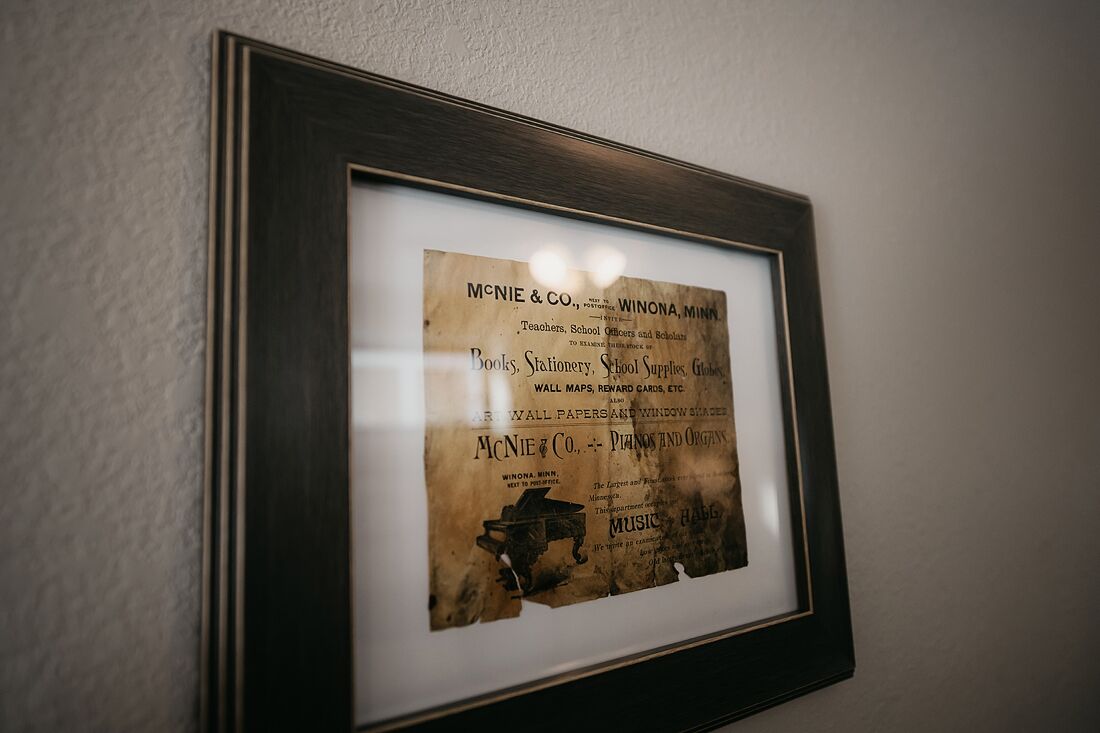 McNIE & CO., NEXT TO POSTOFFICE WINONA, MINN.
INVITE
Teachers, School Officers and Scholars
TO EXAMINE THEIR STOCK OF
Books, Stationery, School Supplies, Globes,
WALL MAPS, REWARD CARDS, ETC.
ALSO
ART WALL PAPERS AND WINDOW SHADES
McNIE & CO., PIANOS AND ORGANS.
WINONA, MINN.,
NEXT TO POST-OFFICE.
The Largest and Finest
Minnesota.
This department occupies
MUSIC HALL.
We invite an examination